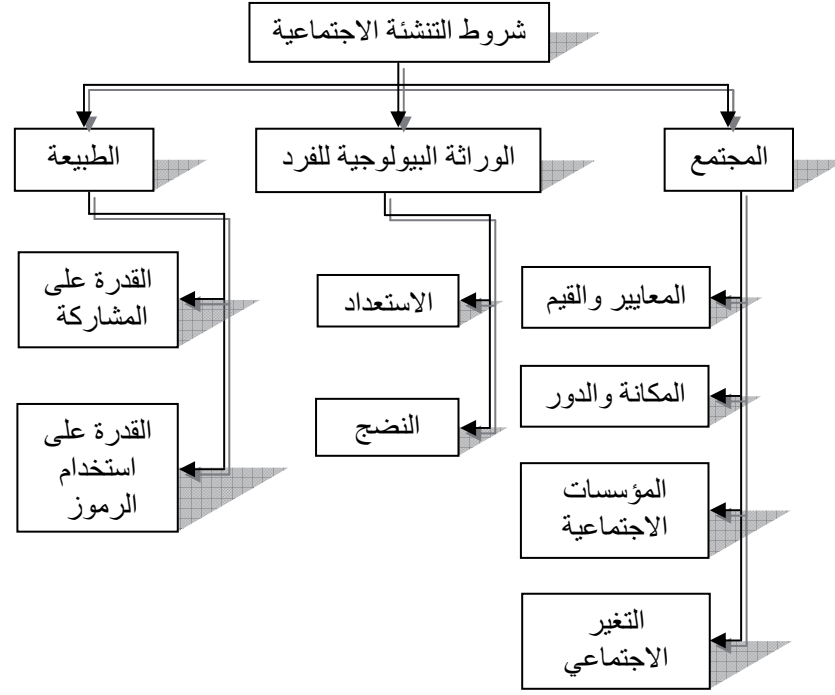 شروط التنشئة الاجتماعية
المجتمع
الوراثة البيولوجية للفرد
الطبيعة
المعايير والقيم
المكانة والدور
المؤسسات
الاجتماعية
التغير
الاجتماعي
الاستعداد
النضج
القدرة على
المشاركة
القدرة على
استخدام
الرموز